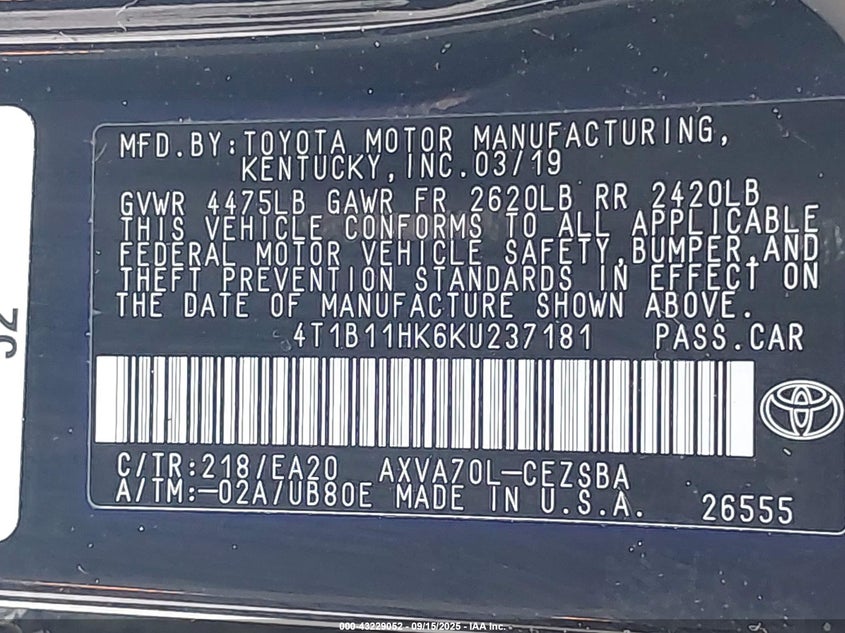 MFD.BY:TOYOTA MOTOR MANUFACTURING,
KENTUCKY,INC.03/19
GVWR 4475LB GAWR FR 2620LB RR 2420LB
THIS VEHICLE CONFORMS TO ALL APPLICABLE
FEDERAL MOTOR VEHICLE SAFETY,BUMPER,AND
THEFT PREVENTION STANDARDS IN EFFECT ON
THE DATE OF MANUFACTURE SHOWN ABOVE.
4T1B11HK6KU237181 PASS.CAR
C/TR:218/EA20 AXVA70L-CEZSBA
A/TM:-02A/UB80E MADE IN U.S.A. 26555
000-43229052 - 09/15/2025 - IAA Inc.